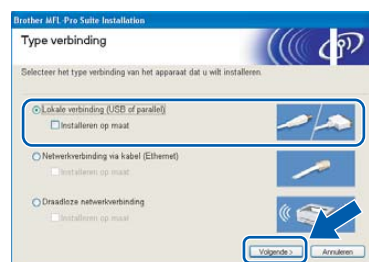 Brother MFL-Pro Suite Installation
Type verbinding
Selecteer het type verbinding van het apparaat dat u wilt installeren.
Lokale verbinding (USB of parallel)
Installeren op maat
Netwerkverbinding via kabel (Ethernet)
Installeren op maat
Draadloze netwerkverbinding
Installeren op maat
Volgende >
Annuleren